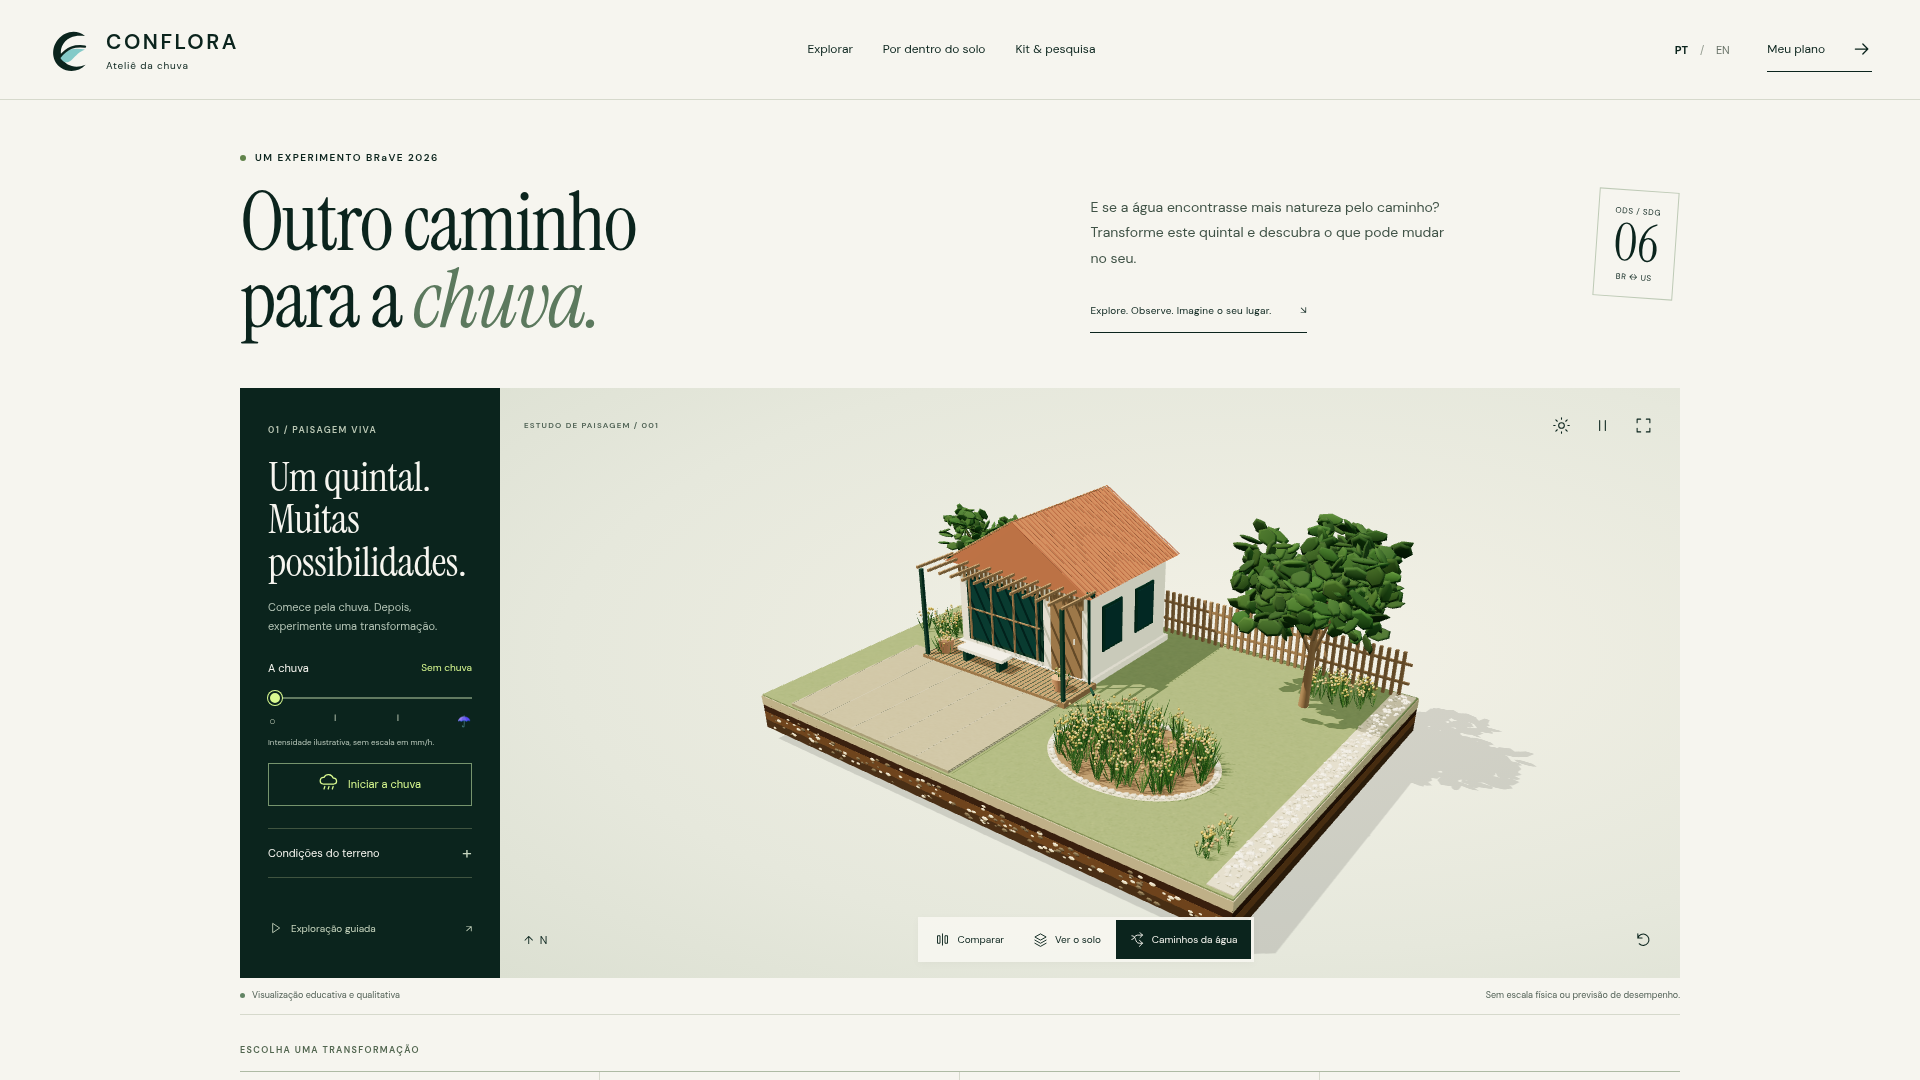 CONFLORA
Ateliê da chuva
Explorar
Por dentro do solo
Kit & pesquisa
PT / EN
Meu plano
UM EXPERIMENTO BRaVE 2026
Outro caminho
para a chuva.
E se a água encontrasse mais natureza pelo caminho?
Transforme este quintal e descubra o que pode mudar
no seu.
Explore. Observe. Imagine o seu lugar.
ODS / SDG
06
BR ↔ US
01 / PAISAGEM VIVA
Um quintal.
Muitas
possibilidades.
Comece pela chuva. Depois,
experimente uma transformação.
A chuva
Sem chuva
Intensidade ilustrativa, sem escala em mm/h.
Iniciar a chuva
Condições do terreno
Exploração guiada
ESTUDO DE PAISAGEM / 001
N
Comparar
Ver o solo
Caminhos da água
Visualização educativa e qualitativa
Sem escala física ou previsão de desempenho.
ESCOLHA UMA TRANSFORMAÇÃO